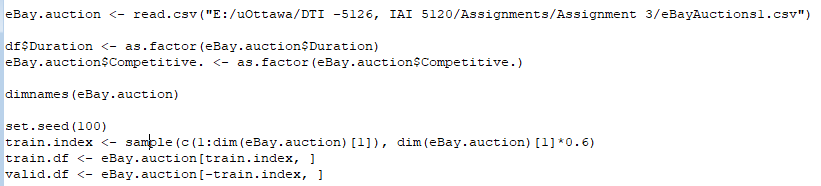 eBay.auction <- read.csv("E:/uOttawa/DTI -5126, IAI 5120/Assignments/Assignment 3/eBayAuctions1.csv")
df$Duration <- as.factor(eBay.auction$Duration)
eBay.auction$Competitive. <- as.factor(eBay.auction$Competitive.)
dimnames(eBay.auction)
set.seed(100)
train.index <- sample(c(1:dim(eBay.auction)[1]), dim(eBay.auction)[1]*0.6)
train.df <- eBay.auction[train.index, ]
valid.df <- eBay.auction[-train.index, ]